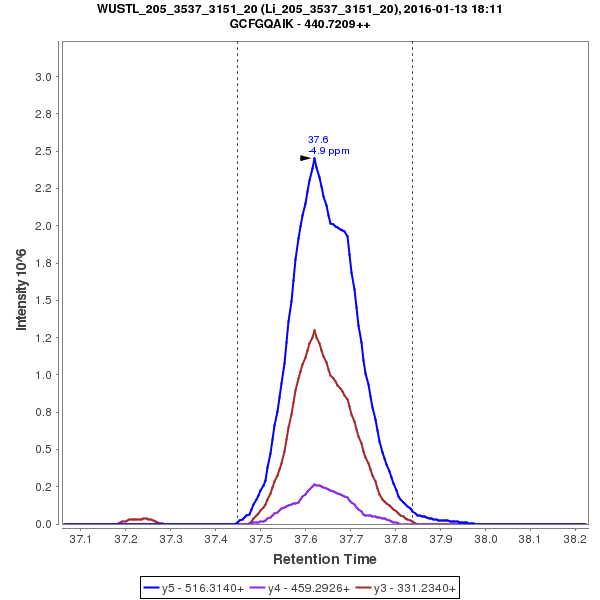 WUSTL_205_3537_3151_20 (Li_205_3537_3151_20), 2016-01-13 18:11
GCFGQAIK - 440.7209++
37.6
-4.9 ppm
Intensity 10^6
3.0
2.8
2.5
2.2
2.0
1.8
1.5
1.2
1.0
0.8
0.5
0.2
0.0
37.1 37.2 37.3 37.4 37.5 37.6 37.7 37.8 37.9 38.0 38.1 38.2
Retention Time
y5 - 516.3140+ y4 - 459.2926+ y3 - 331.2340+